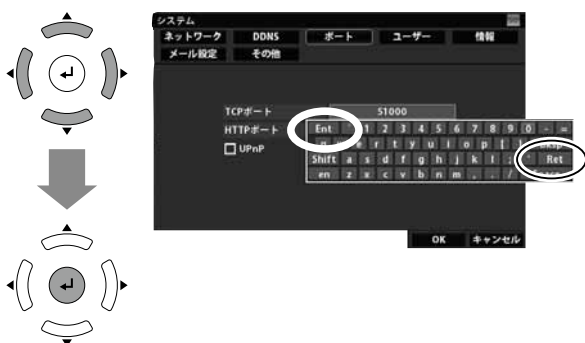 システム
ネットワーク DDNS ポート ユーザー 情報
メール設定 その他
TCPポート 51000
HTTPポート
Ent 1 2 3 4 5 6 7 8 9 0 - =
e r t y u i o p [
UPnP
Shift a s d f g h j k l ; ' Ret
en z x c v b n m , . /
OK キャンセル